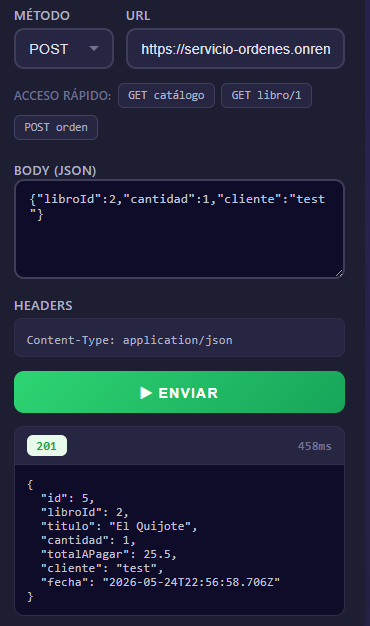 MÉTODO URL
POST https://servicio-ordenes.onren
ACCESO RÁPIDO: GET catálogo GET libro/1
POST orden
BODY (JSON)
{"libroId":2,"cantidad":1,"cliente":"test
"}
HEADERS
Content-Type: application/json
▶ ENVIAR
201 458ms
{
  "id": 5,
  "libroId": 2,
  "titulo": "El Quijote",
  "cantidad": 1,
  "totalAPagar": 25.5,
  "cliente": "test",
  "fecha": "2026-05-24T22:56:58.706Z"
}